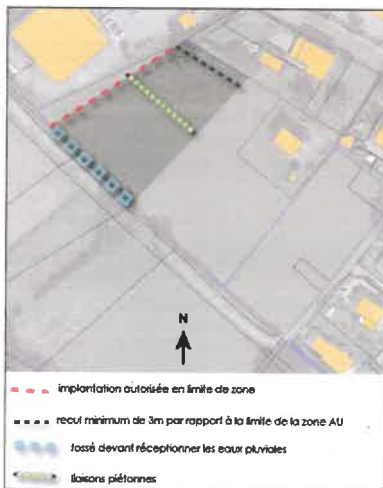 N
implantation autorisée en limite de zone
recul minimum de 3m par rapport à la limite de la zone AU
fossé devant réceptionner les eaux pluviales
liaisons piétonnes